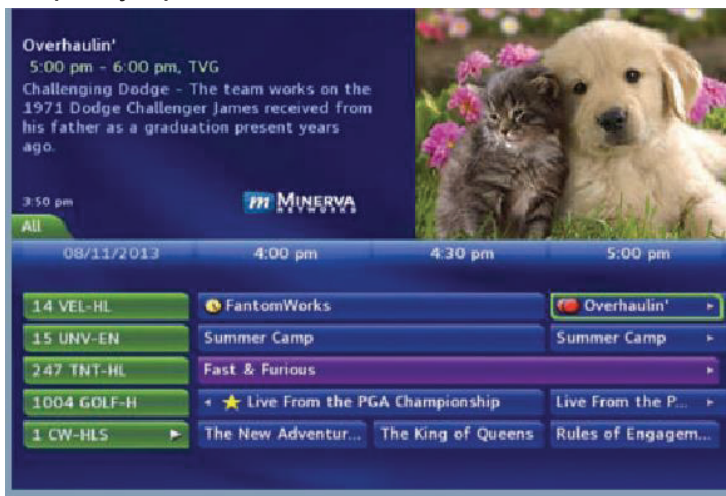 Overhaulin'
5:00 pm - 6:00 pm, TVG
Challenging Dodge - The team works on the
1971 Dodge Challenger James received from
his father as a graduation present years
ago.
3:50 pm
m MINERVA
NETWORKS
All
08/11/2013 4:00 pm 4:30 pm 5:00 pm
14 VEL-HL FantomWorks Overhaulin'
15 UNV-EN Summer Camp Summer Camp
247 TNT-HL Fast & Furious
1004 GOLF-H Live From the PGA Championship Live From the P...
1 CW-HLS The New Adventur... The King of Queens Rules of Engagem...